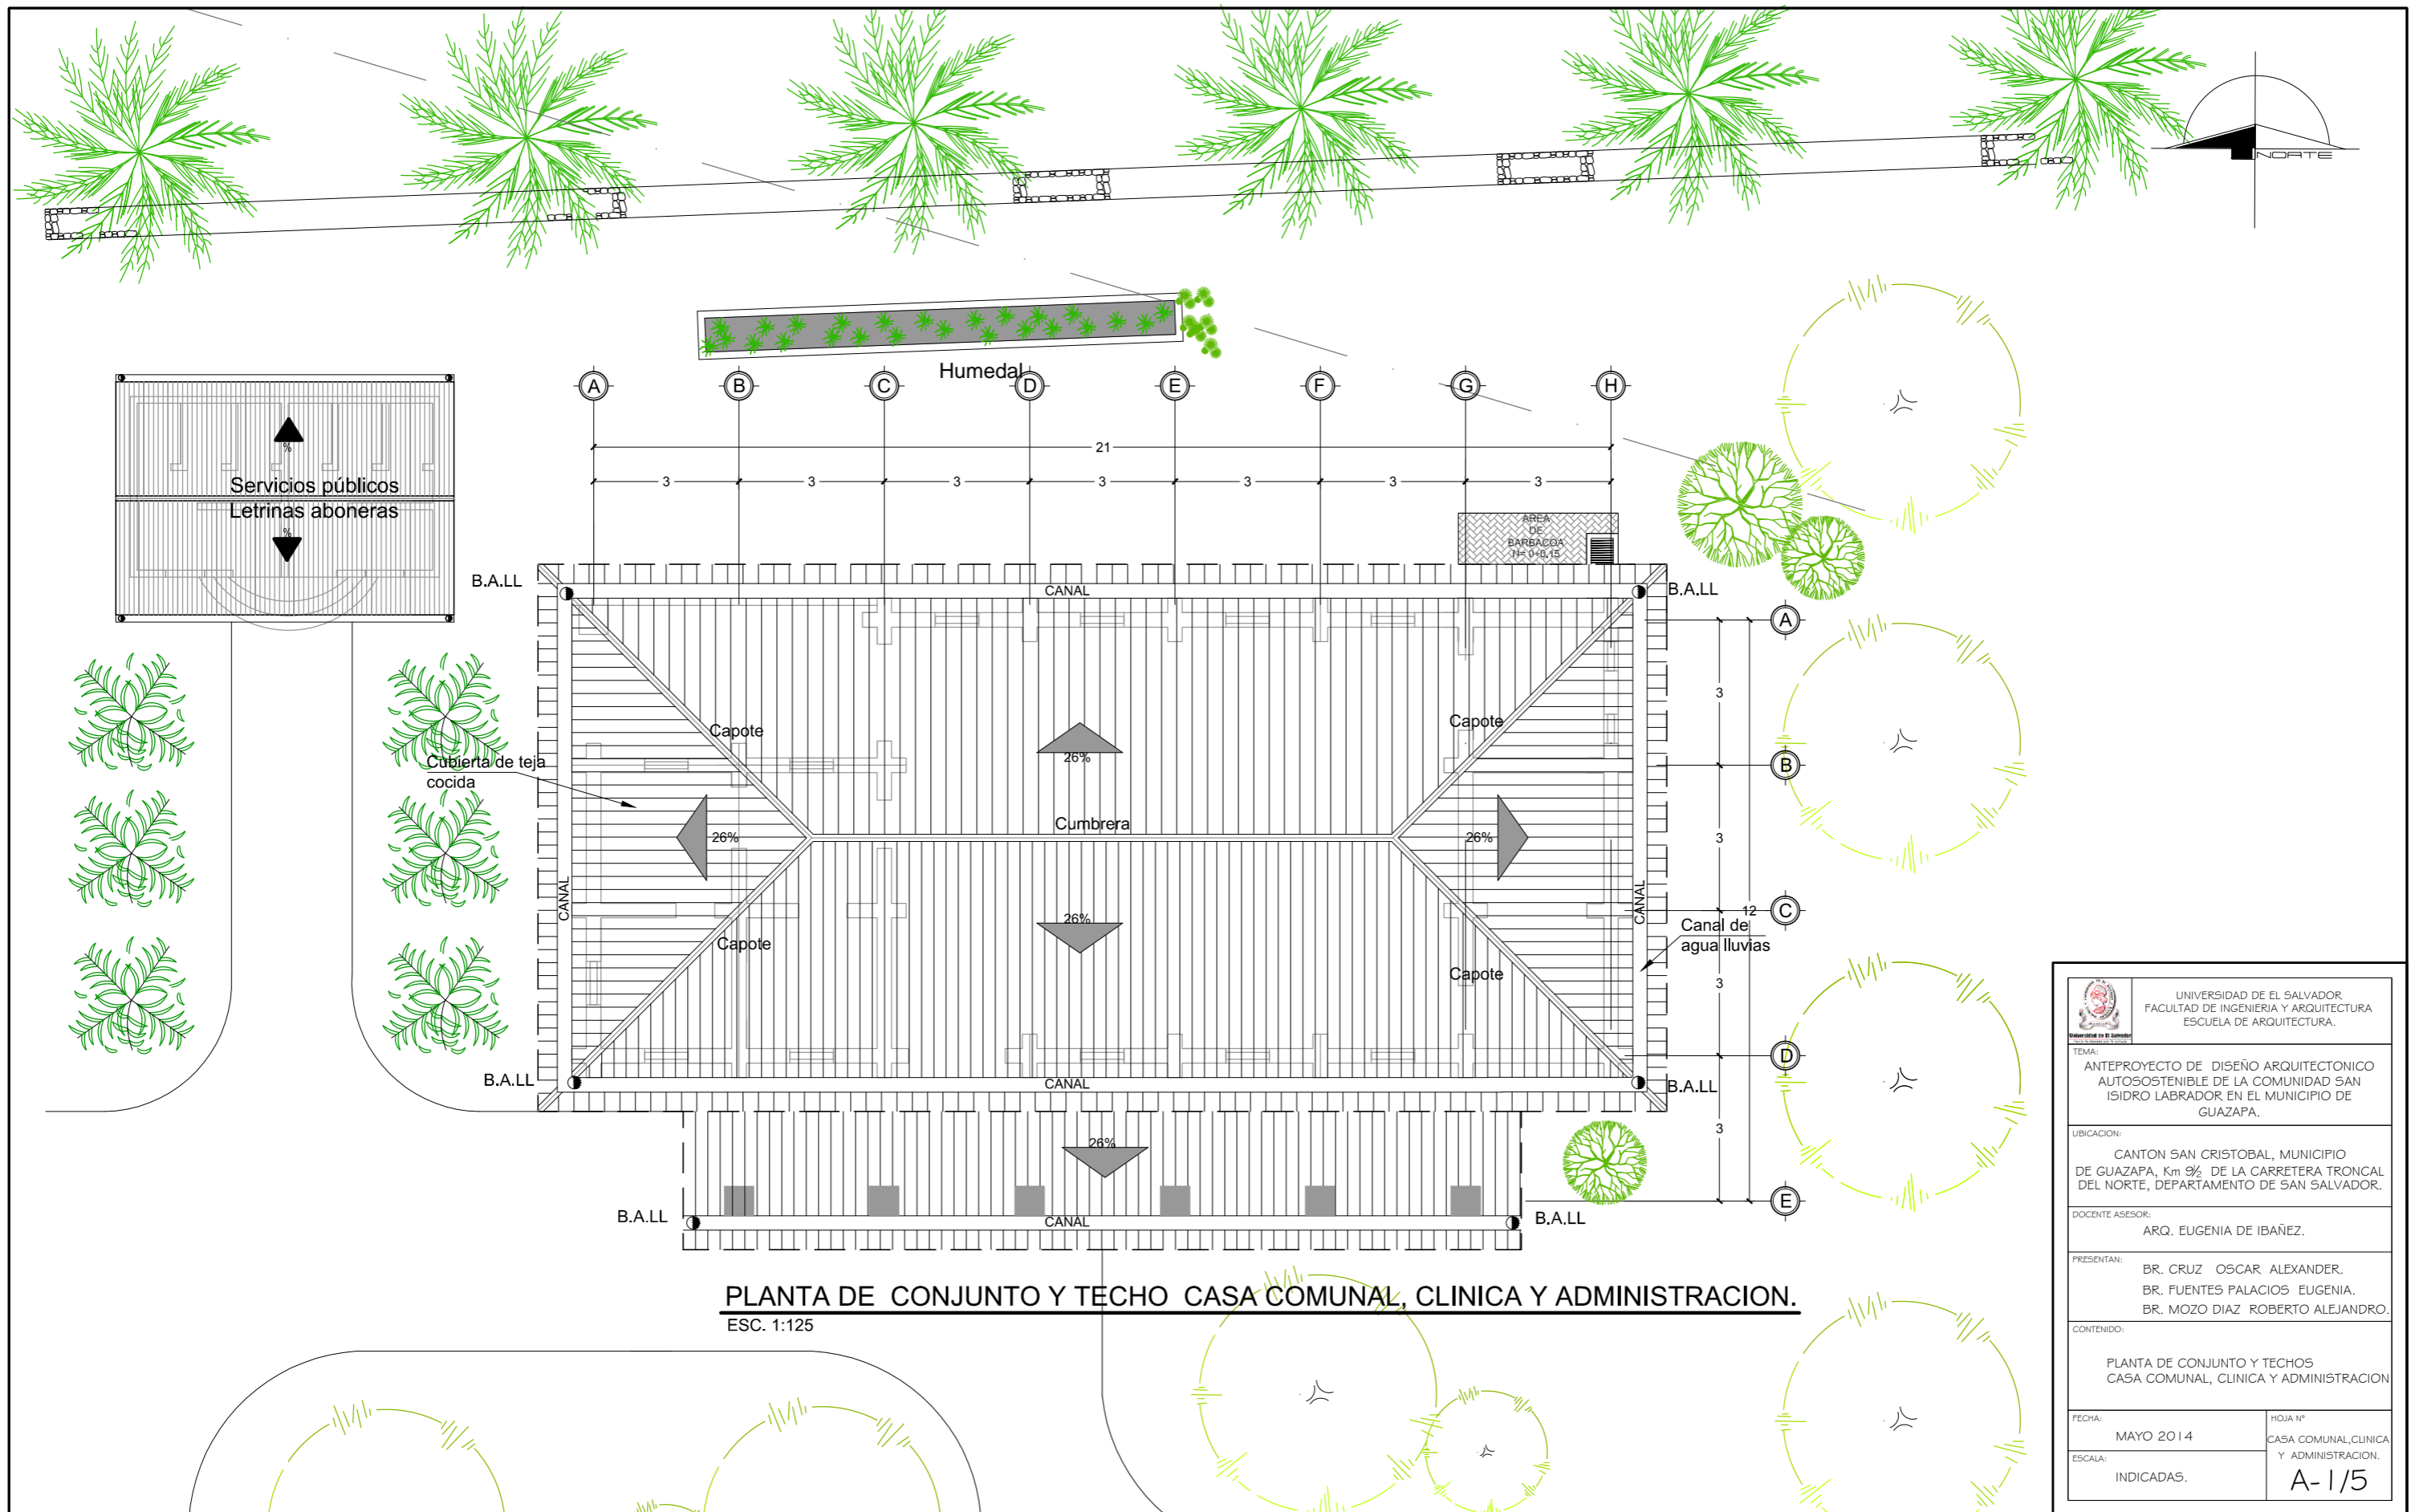 NORTE
Humedal
A B C D E F G H
21
3 3 3 3 3 3 3
%
Servicios públicos
Letrinas aboneras
%
AREA
DE
BARBACOA
N= 0+0.15
B.A.LL
CANAL
B.A.LL
A
3
Capote
Capote
Cubierta de teja
cocida
26%
B
Cumbrera
26%
26%
3
CANAL
CANAL
26%
12
C
Canal de
agua lluvias
Capote
Capote
3
D
B.A.LL
CANAL
B.A.LL
3
26%
E
B.A.LL
CANAL
B.A.LL
PLANTA DE CONJUNTO Y TECHO CASA COMUNAL, CLINICA Y ADMINISTRACION.
ESC. 1:125
Universidad de El Salvador
UNIVERSIDAD DE EL SALVADOR
FACULTAD DE INGENIERIA Y ARQUITECTURA
ESCUELA DE ARQUITECTURA.
TEMA:
ANTEPROYECTO DE DISEÑO ARQUITECTONICO
AUTOSOSTENIBLE DE LA COMUNIDAD SAN
ISIDRO LABRADOR EN EL MUNICIPIO DE
GUAZAPA.
UBICACION:
CANTON SAN CRISTOBAL, MUNICIPIO
DE GUAZAPA, Km 9½ DE LA CARRETERA TRONCAL
DEL NORTE, DEPARTAMENTO DE SAN SALVADOR.
DOCENTE ASESOR:
ARQ. EUGENIA DE IBAÑEZ.
PRESENTAN:
BR. CRUZ OSCAR ALEXANDER.
BR. FUENTES PALACIOS EUGENIA.
BR. MOZO DIAZ ROBERTO ALEJANDRO.
CONTENIDO:
PLANTA DE CONJUNTO Y TECHOS
CASA COMUNAL, CLINICA Y ADMINISTRACION
FECHA:
MAYO 2014
HOJA N°
CASA COMUNAL,CLINICA
Y ADMINISTRACION.
A-1/5
ESCALA:
INDICADAS.